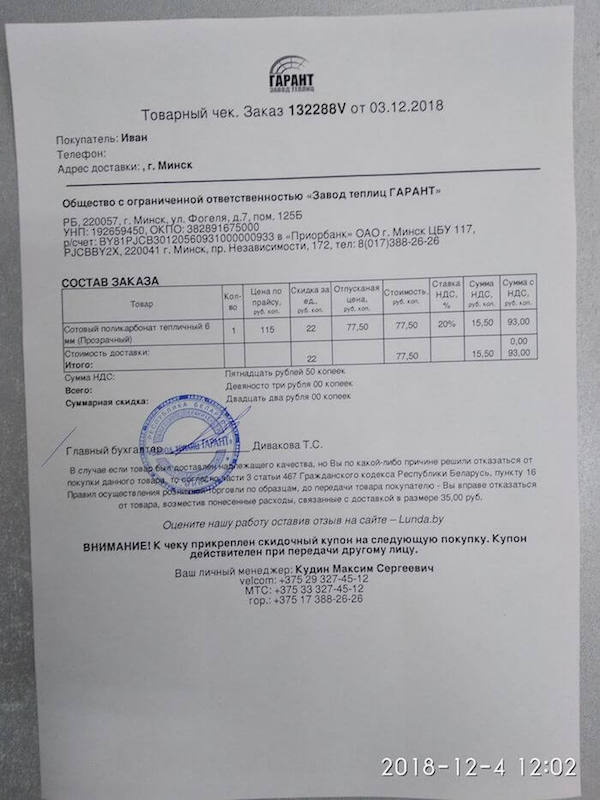 ГАРАНТ
ЗАВОД ТЕПЛИЦ
Товарный чек. Заказ 132288V от 03.12.2018
Покупатель: Иван
Телефон:
Адрес доставки: , г. Минск
Общество с ограниченной ответственностью «Завод теплиц ГАРАНТ»
РБ, 220057, г. Минск, ул. Фогеля, д.7, пом. 125Б
УНП: 192659450, ОКПО: 382891675000
р/счет: BY81PJCB30120560931000000933 в «Приорбанк» ОАО г. Минск ЦБУ 117,
PJCBBY2X, 220041 г. Минск, пр. Независимости, 172, тел: 8(017)388-26-26
СОСТАВ ЗАКАЗА
Товар Кол-во Цена по прайсу, руб. коп. Скидка за ед., руб. коп. Отпускная цена, руб. коп. Стоимость, руб. коп. Ставка НДС, % Сумма НДС, руб. коп. Сумма с НДС, руб. коп.
Сотовый поликарбонат тепличный 6 мм (Прозрачный) 1 115 22 77,50 77,50 20% 15,50 93,00
Стоимость доставки: 0,00
Итого: 22 77,50 15,50 93,00
Сумма НДС: Пятнадцать рублей 50 копеек
Всего: Девяносто три рубля 00 копеек
Суммарная скидка: Двадцать два рубля 00 копеек
РЕСПУБЛИКА БЕЛАРУСЬ
ГАРАНТ»
Главный бухгалтер Дивакова Т.С.
В случае если товар был доставлен надлежащего качества, но Вы по какой-либо причине решили отказаться от
покупки данного товара, то согласно части 3 статьи 467 Гражданского кодекса Республики Беларусь, пункту 16
Правил осуществления розничной торговли по образцам, до передачи товара покупателю - Вы вправе отказаться
от товара, возместив понесенные расходы, связанные с доставкой в размере 35,00 руб.
Оцените нашу работу оставив отзыв на сайте – Lunda.by
ВНИМАНИЕ! К чеку прикреплен скидочный купон на следующую покупку. Купон
действителен при передачи другому лицу.
Ваш личный менеджер: Кудин Максим Сергеевич
velcom: +375 29 327-45-12
МТС: +375 33 327-45-12
гор.: +375 17 388-26-26
2018-12-4 12:02